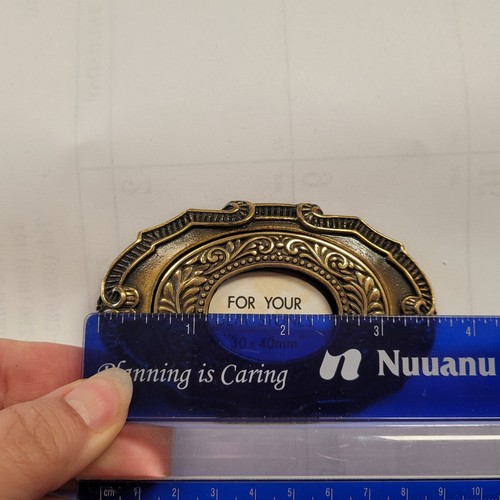 FOR YOUR
30 x 40mm
1 2 3 4
Planning is Caring
Nuuanu
cm 1 2 3 4 5 6 7 8 9 10